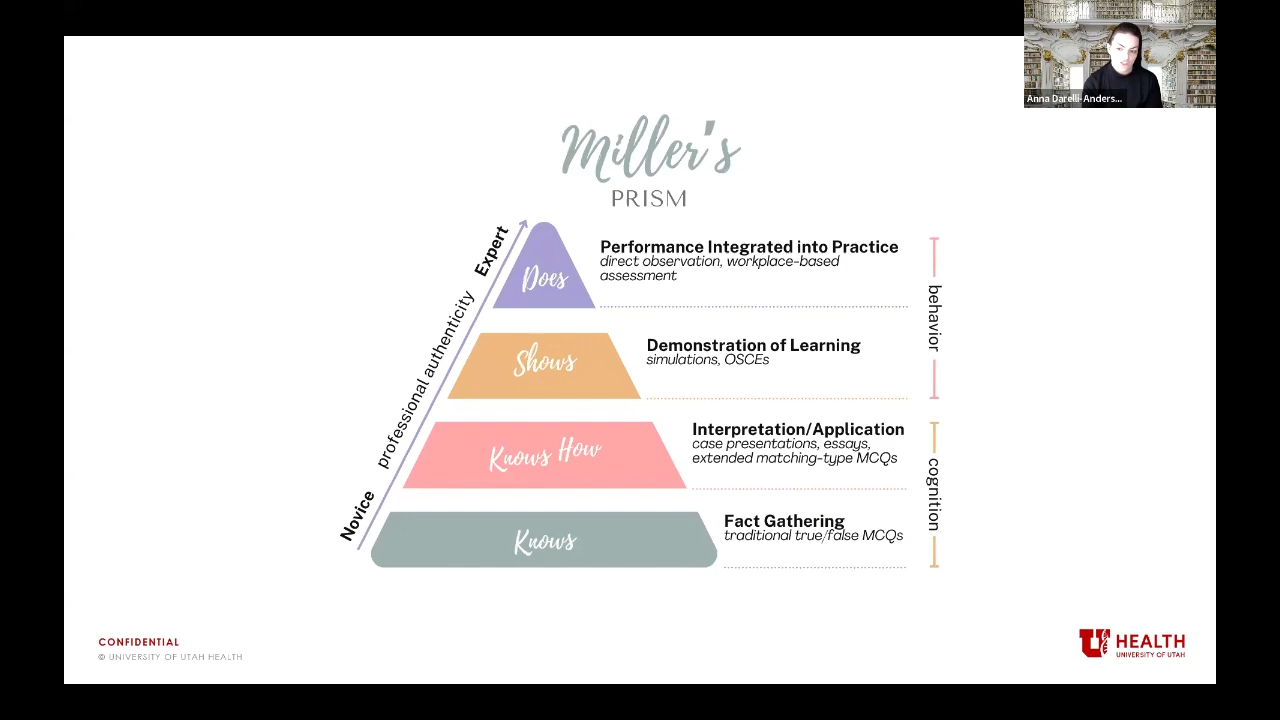 Anna Darelli-Anders...
Miller's
PRISM
Expert
professional authenticity
Novice
Does
Performance Integrated into Practice
direct observation, workplace-based
assessment
Shows
Demonstration of Learning
simulations, OSCEs
Knows How
Interpretation/Application
case presentations, essays,
extended matching-type MCQs
Knows
Fact Gathering
traditional true/false MCQs
behavior
cognition
CONFIDENTIAL
© UNIVERSITY OF UTAH HEALTH
U HEALTH
UNIVERSITY OF UTAH